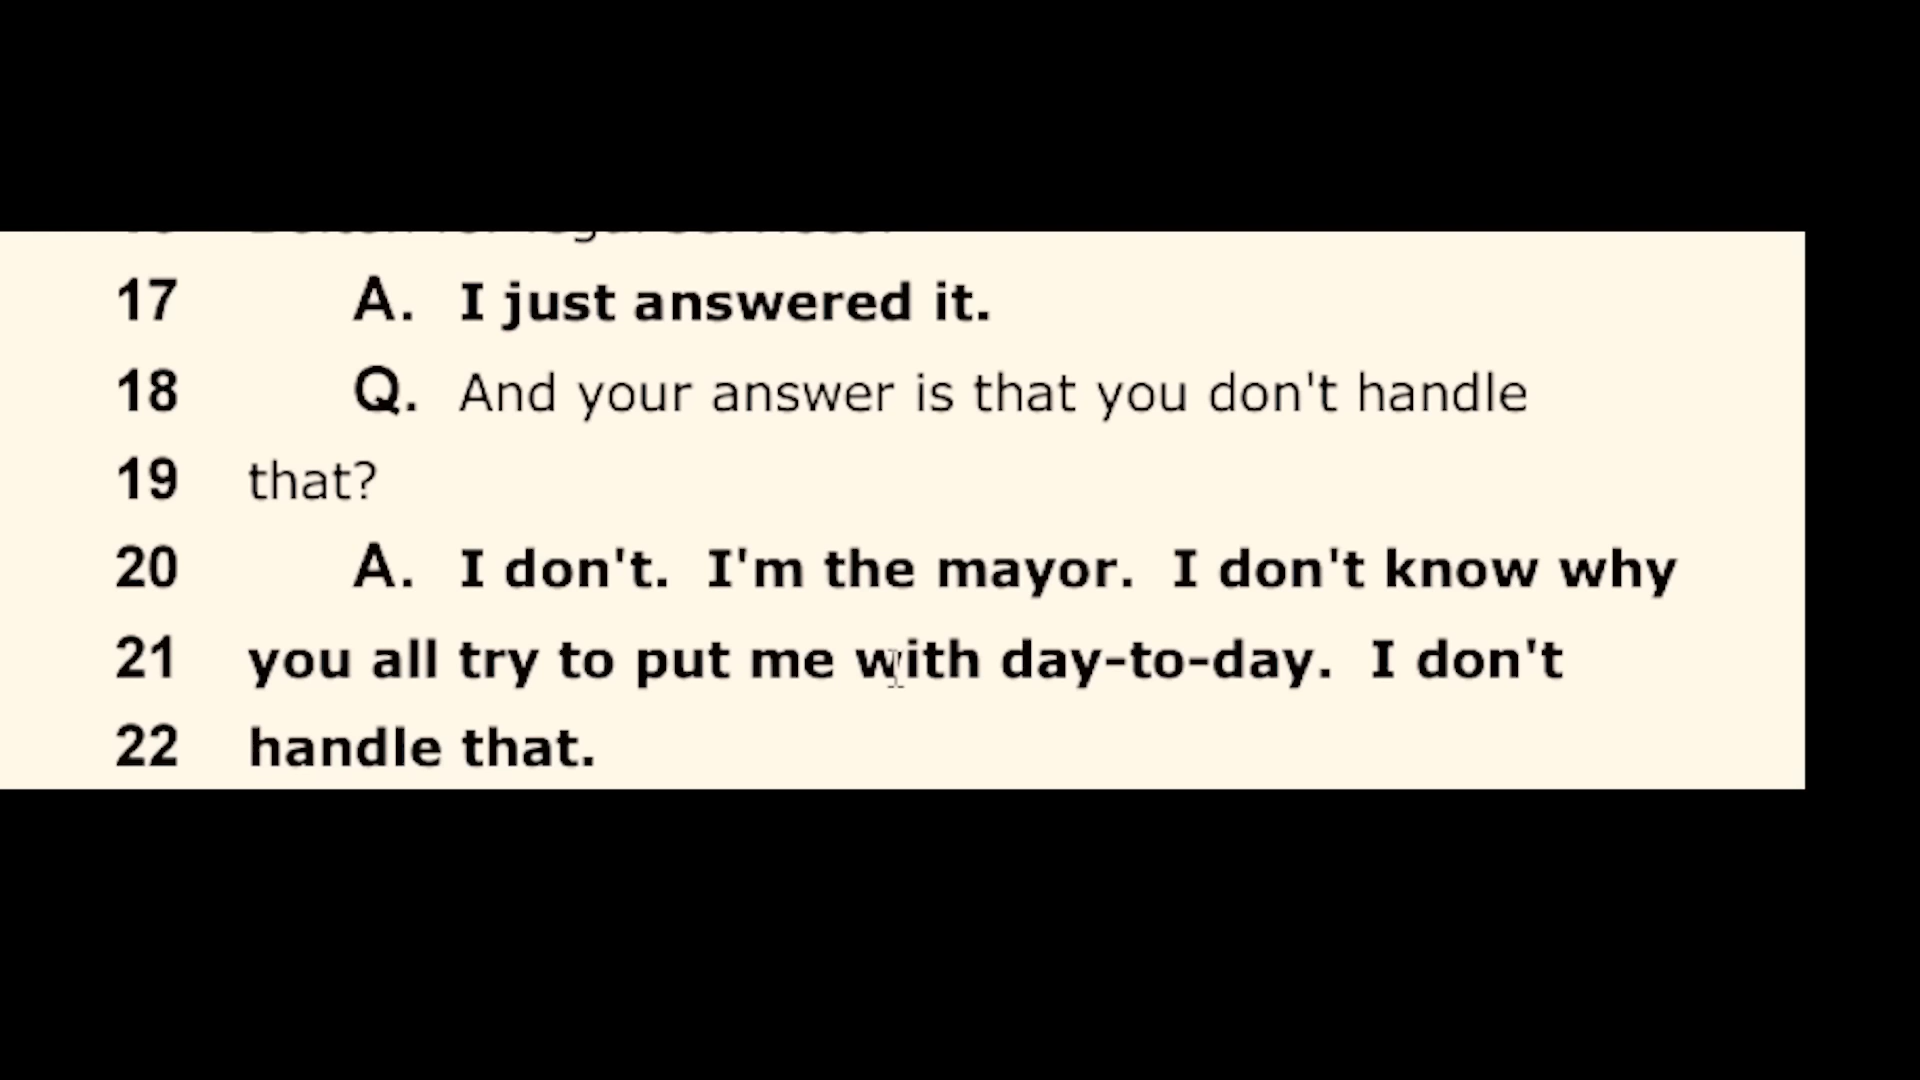 17 A. I just answered it.
18 Q. And your answer is that you don't handle
19 that?
20 A. I don't. I'm the mayor. I don't know why
21 you all try to put me with day-to-day. I don't
22 handle that.